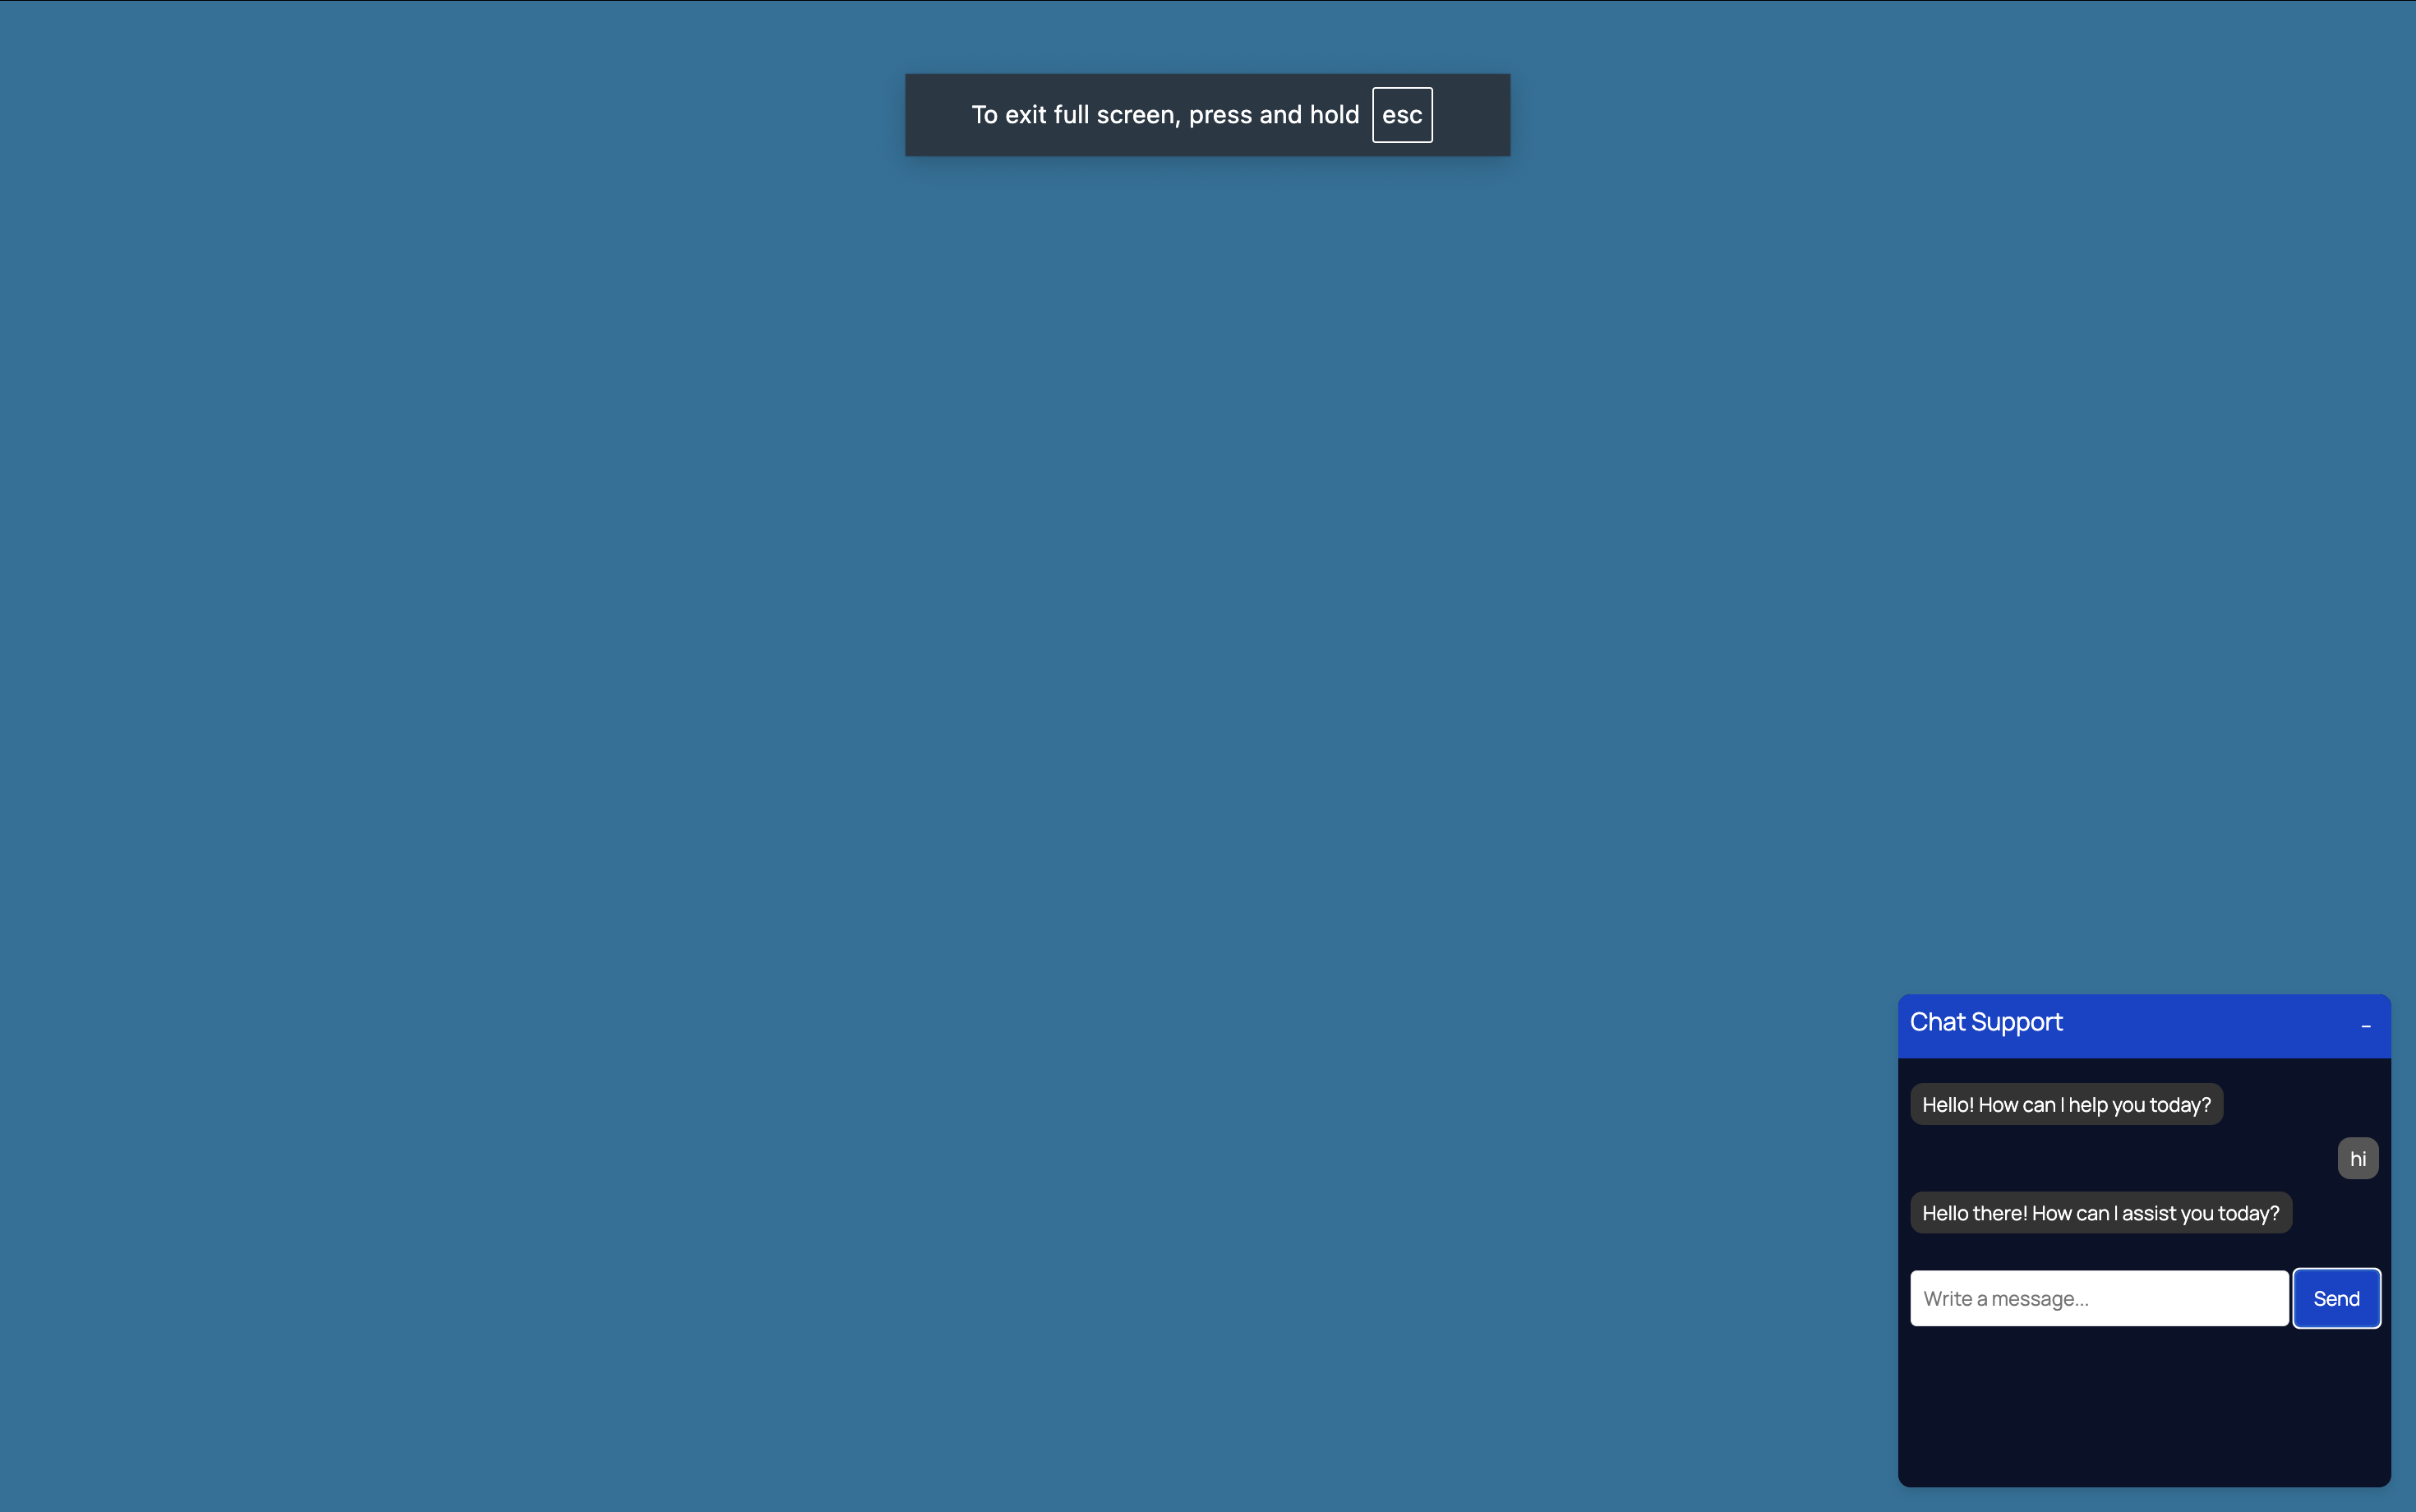 To exit full screen, press and hold esc
Chat Support
Hello! How can I help you today?
hi
Hello there! How can I assist you today?
Write a message... Send